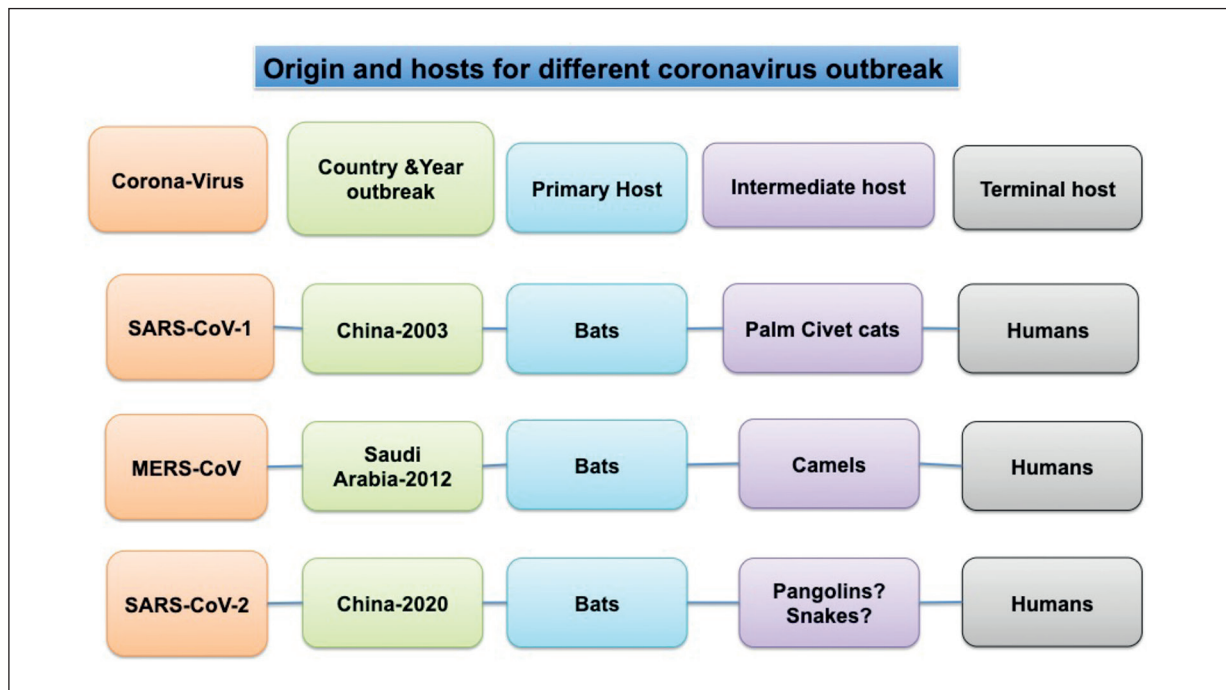 Origin and hosts for different coronavirus outbreak
Corona-Virus
Country &Year
outbreak
Primary Host
Intermediate host
Terminal host
SARS-CoV-1
China-2003
Bats
Palm Civet cats
Humans
MERS-CoV
Saudi
Arabia-2012
Bats
Camels
Humans
SARS-CoV-2
China-2020
Bats
Pangolins?
Snakes?
Humans